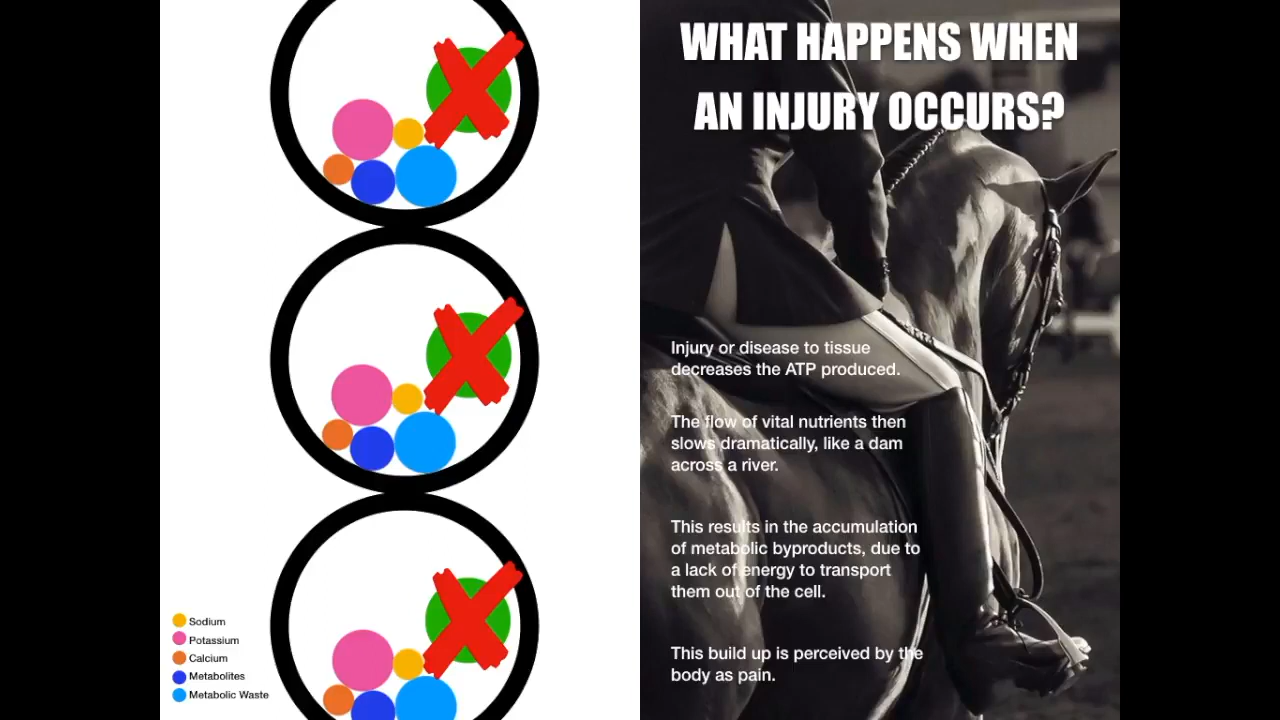 Sodium
Potassium
Calcium
Metabolites
Metabolic Waste
WHAT HAPPENS WHEN
AN INJURY OCCURS?
Injury or disease to tissue
decreases the ATP produced.
The flow of vital nutrients then
slows dramatically, like a dam
across a river.
This results in the accumulation
of metabolic byproducts, due to
a lack of energy to transport
them out of the cell.
This build up is perceived by the
body as pain.